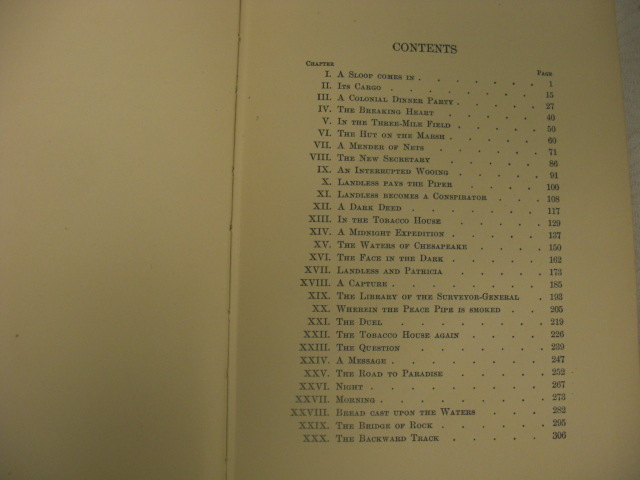 CONTENTS
CHAPTER PAGE
I. A SLOOP COMES IN . . . . . . . 1
II. ITS CARGO . . . . . . . 15
III. A COLONIAL DINNER PARTY . . . . . 27
IV. THE BREAKING HEART . . . . . 40
V. IN THE THREE-MILE FIELD . . . . . 50
VI. THE HUT ON THE MARSH . . . . . 60
VII. A MENDER OF NETS . . . . . . 71
VIII. THE NEW SECRETARY . . . . . 86
IX. AN INTERRUPTED WOOING . . . . . 91
X. LANDLESS PAYS THE PIPER . . . . . 100
XI. LANDLESS BECOMES A CONSPIRATOR . . . 108
XII. A DARK DEED . . . . . . . 117
XIII. IN THE TOBACCO HOUSE . . . . . 129
XIV. A MIDNIGHT EXPEDITION . . . . . 137
XV. THE WATERS OF CHESAPEAKE . . . . 150
XVI. THE FACE IN THE DARK . . . . . 162
XVII. LANDLESS AND PATRICIA . . . . . 173
XVIII. A CAPTURE . . . . . . . 185
XIX. THE LIBRARY OF THE SURVEYOR-GENERAL . 193
XX. WHEREIN THE PEACE PIPE IS SMOKED . . 205
XXI. THE DUEL . . . . . . . 219
XXII. THE TOBACCO HOUSE AGAIN . . . . 226
XXIII. THE QUESTION . . . . . . 239
XXIV. A MESSAGE . . . . . . . 247
XXV. THE ROAD TO PARADISE . . . . . 252
XXVI. NIGHT . . . . . . . . 267
XXVII. MORNING . . . . . . . 273
XXVIII. BREAD CAST UPON THE WATERS . . . 282
XXIX. THE BRIDGE OF ROCK . . . . . 295
XXX. THE BACKWARD TRACK . . . . . 306